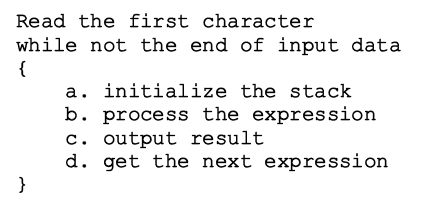 Read the first character
while not the end of input data
{
a. initialize the stack
b. process the expression
c. output result
d. get the next expression
}